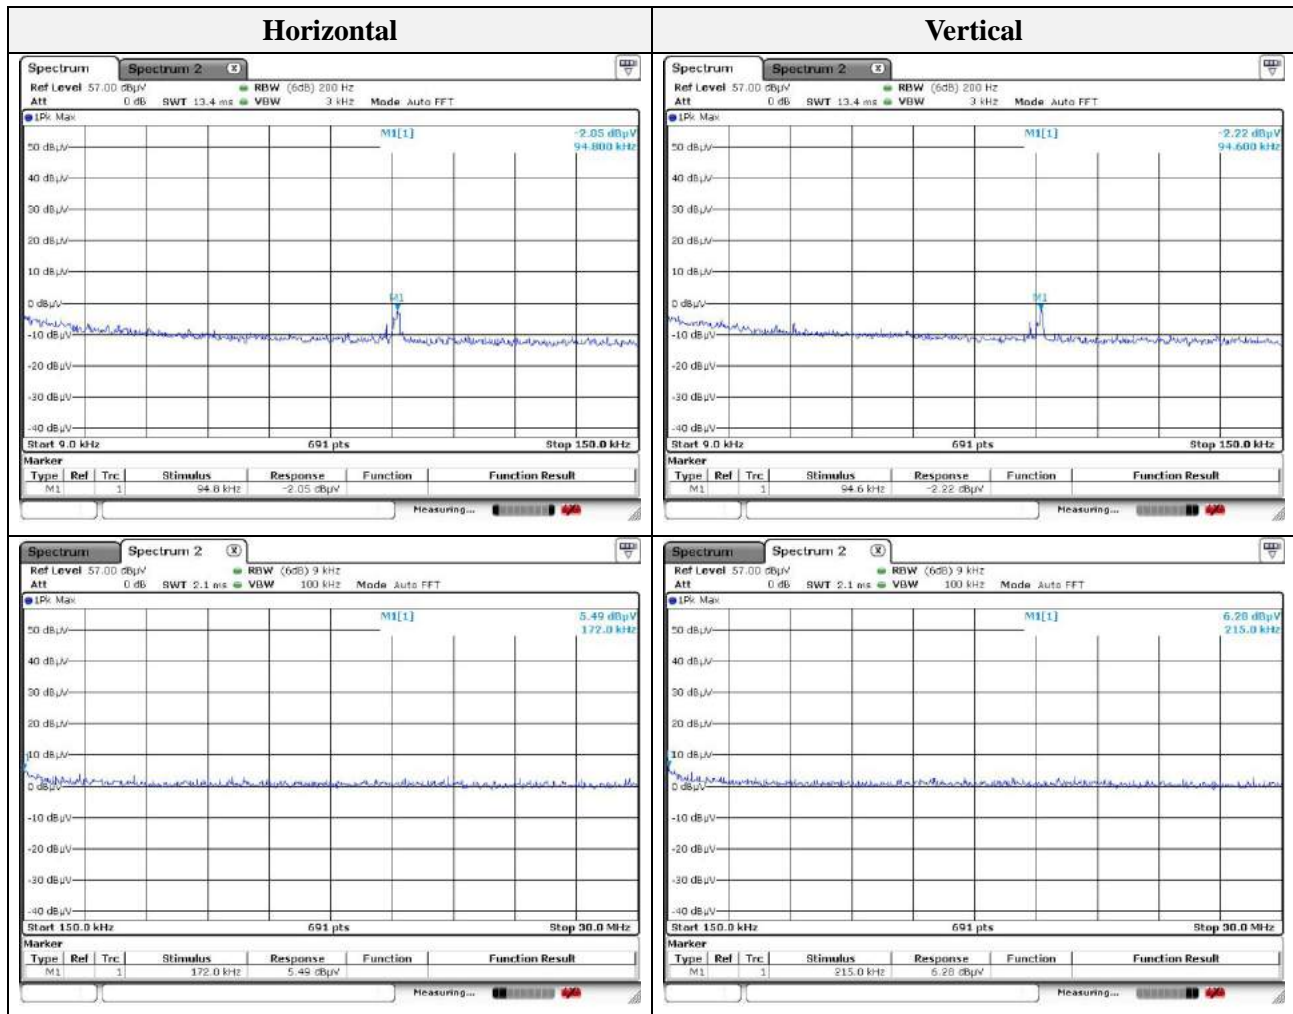 Horizontal
Vertical
Spectrum Spectrum 2
Ref Level 57.00 dBµV RBW (6dB) 200 Hz
Att 0 dB SWT 13.4 ms VBW 3 kHz Mode Auto FFT
1Pk Max
M1[1] -2.05 dBµV
94.800 kHz
50 dBµV
40 dBµV
30 dBµV
20 dBµV
10 dBµV
0 dBµV
M1
-10 dBµV
-20 dBµV
-30 dBµV
-40 dBµV
Start 9.0 kHz 691 pts Stop 150.0 kHz
Marker
Type Ref Trc Stimulus Response Function Function Result
M1 1 94.8 kHz -2.05 dBµV
Measuring...
Spectrum Spectrum 2
Ref Level 57.00 dBµV RBW (6dB) 200 Hz
Att 0 dB SWT 13.4 ms VBW 3 kHz Mode Auto FFT
1Pk Max
M1[1] -2.22 dBµV
94.600 kHz
50 dBµV
40 dBµV
30 dBµV
20 dBµV
10 dBµV
0 dBµV
M1
-10 dBµV
-20 dBµV
-30 dBµV
-40 dBµV
Start 9.0 kHz 691 pts Stop 150.0 kHz
Marker
Type Ref Trc Stimulus Response Function Function Result
M1 1 94.6 kHz -2.22 dBµV
Measuring...
Spectrum Spectrum 2
Ref Level 57.00 dBµV RBW (6dB) 9 kHz
Att 0 dB SWT 2.1 ms VBW 100 kHz Mode Auto FFT
1Pk Max
M1[1] 5.49 dBµV
172.0 kHz
50 dBµV
40 dBµV
30 dBµV
20 dBµV
10 dBµV
0 dBµV
-10 dBµV
-20 dBµV
-30 dBµV
-40 dBµV
Start 150.0 kHz 691 pts Stop 30.0 MHz
Marker
Type Ref Trc Stimulus Response Function Function Result
M1 1 172.0 kHz 5.49 dBµV
Measuring...
Spectrum Spectrum 2
Ref Level 57.00 dBµV RBW (6dB) 9 kHz
Att 0 dB SWT 2.1 ms VBW 100 kHz Mode Auto FFT
1Pk Max
M1[1] 6.28 dBµV
215.0 kHz
50 dBµV
40 dBµV
30 dBµV
20 dBµV
10 dBµV
0 dBµV
-10 dBµV
-20 dBµV
-30 dBµV
-40 dBµV
Start 150.0 kHz 691 pts Stop 30.0 MHz
Marker
Type Ref Trc Stimulus Response Function Function Result
M1 1 215.0 kHz 6.28 dBµV
Measuring...